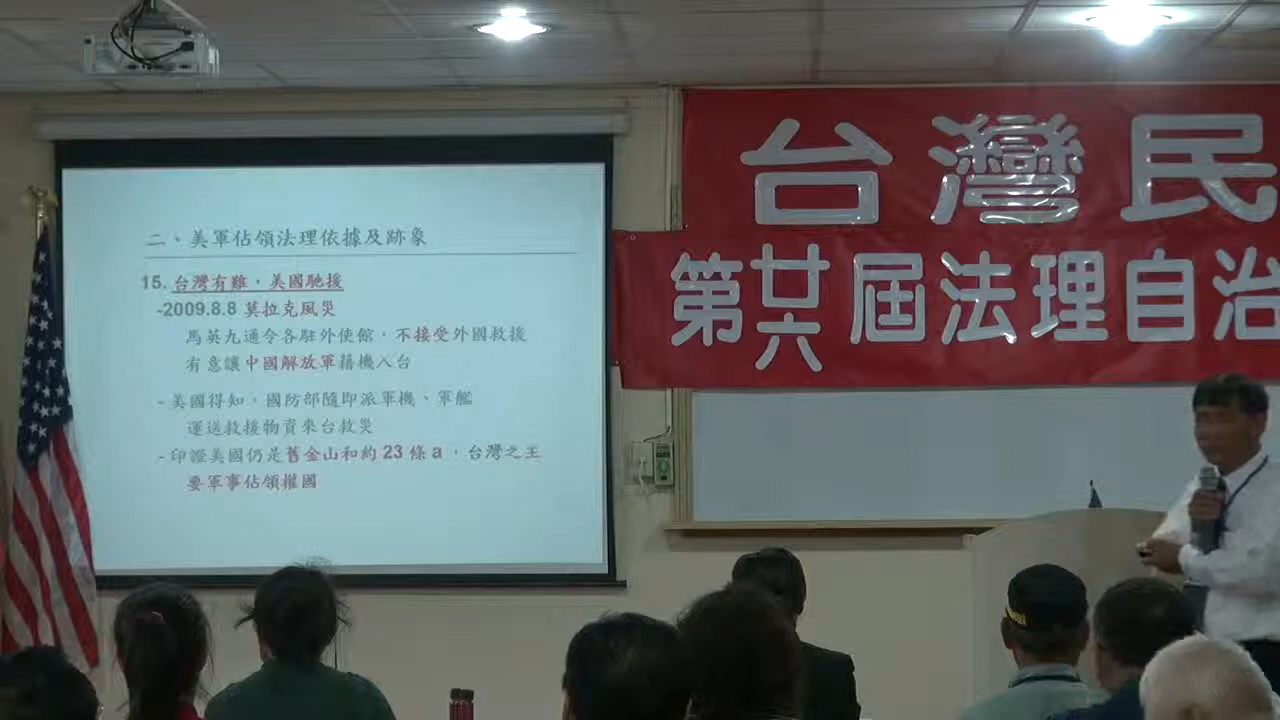 二、美軍佔領法理依據及跡象
15. 台灣有難，美國馳援
-2009.8.8 莫拉克風災
馬英九通令各駐外使館，不接受外國救援
有意讓中國解放軍藉機入台
- 美國得知，國防部隨即派軍機、軍艦
運送救援物資來台救災
- 印證美國仍是舊金山和約 23 條 a，台灣之主
要軍事佔領權國
台灣民
第廿六屆法理自治